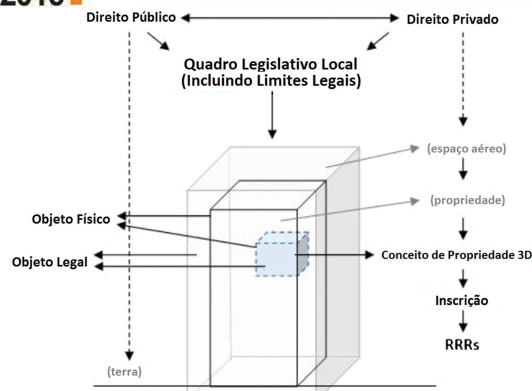 Direito Público
Direito Privado
Quadro Legislativo Local
(Incluindo Limites Legais)
(espaço aéreo)
(propriedade)
Objeto Físico
Objeto Legal
Conceito de Propriedade 3D
Inscrição
RRRs
(terra)